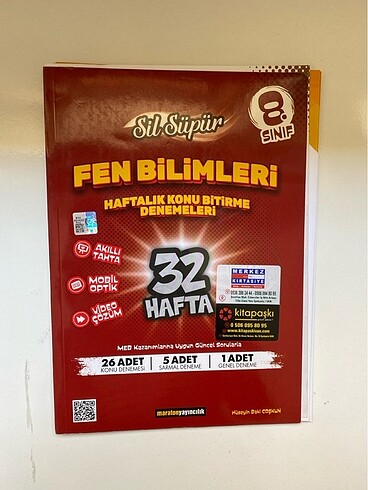 Sil Süpür
8.
SINIF
FEN BİLİMLERİ
HAFTALIK KONU BİTİRME
DENEMELERİ
AKILLI
TAHTA
MOBİL
OPTİK
VİDEO
ÇÖZÜM
32
HAFTA
MERKEZ
KIRTASİYE
kitapaşkı
0 506 095 80 95
MEB Kazanımlarına Uygun Güncel Sorularla
26 ADET
KONU DENEMESİ
5 ADET
SARMAL DENEME
1 ADET
GENEL DENEME
maratonyayıncılık
Hüseyin Baki COŞKUN